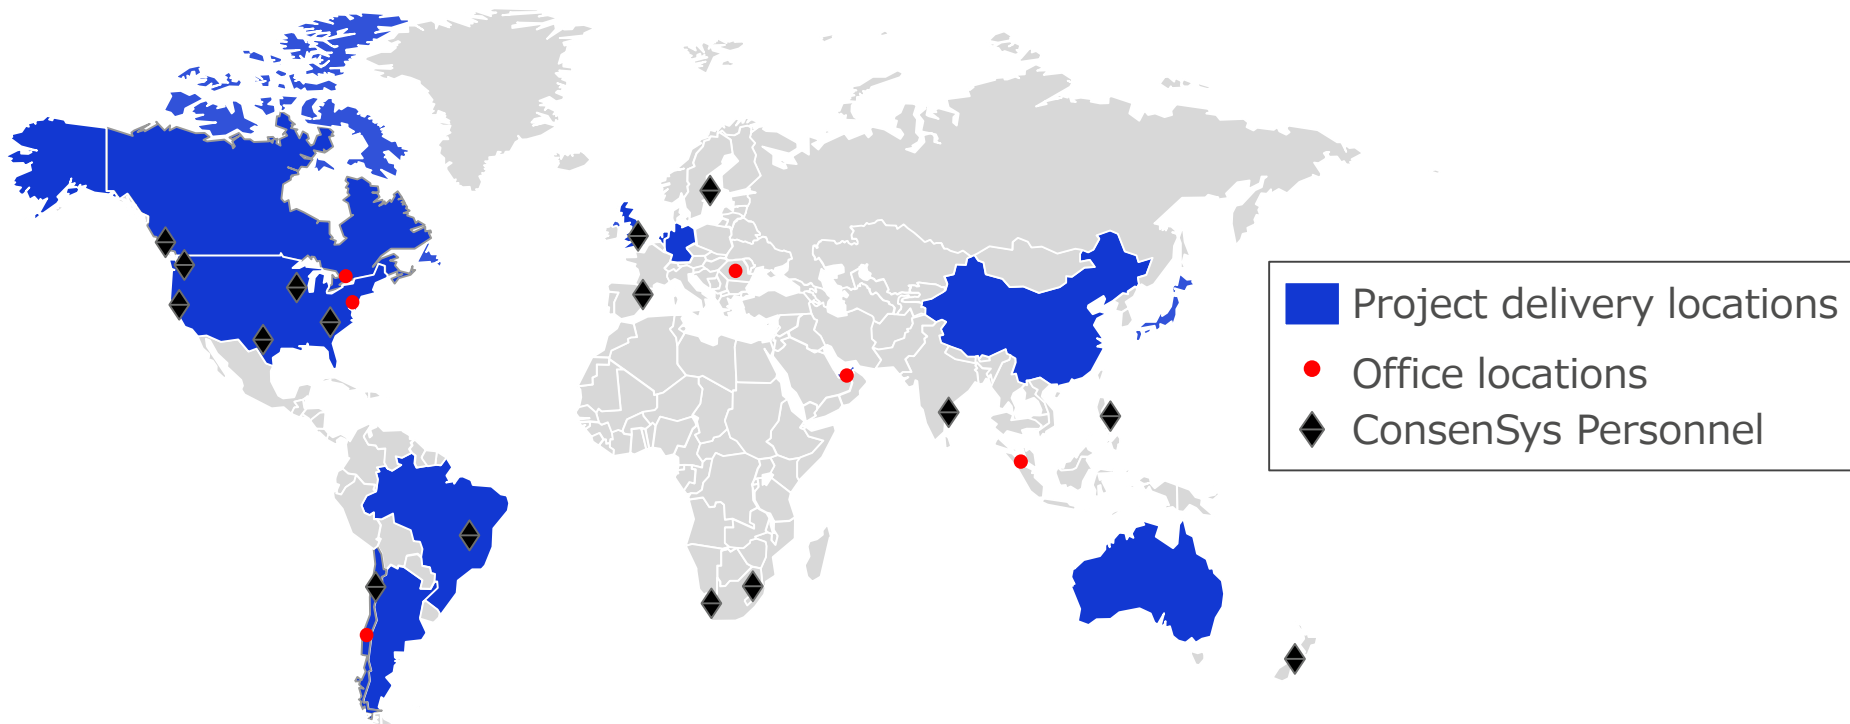 Project delivery locations
Office locations
ConsenSys Personnel